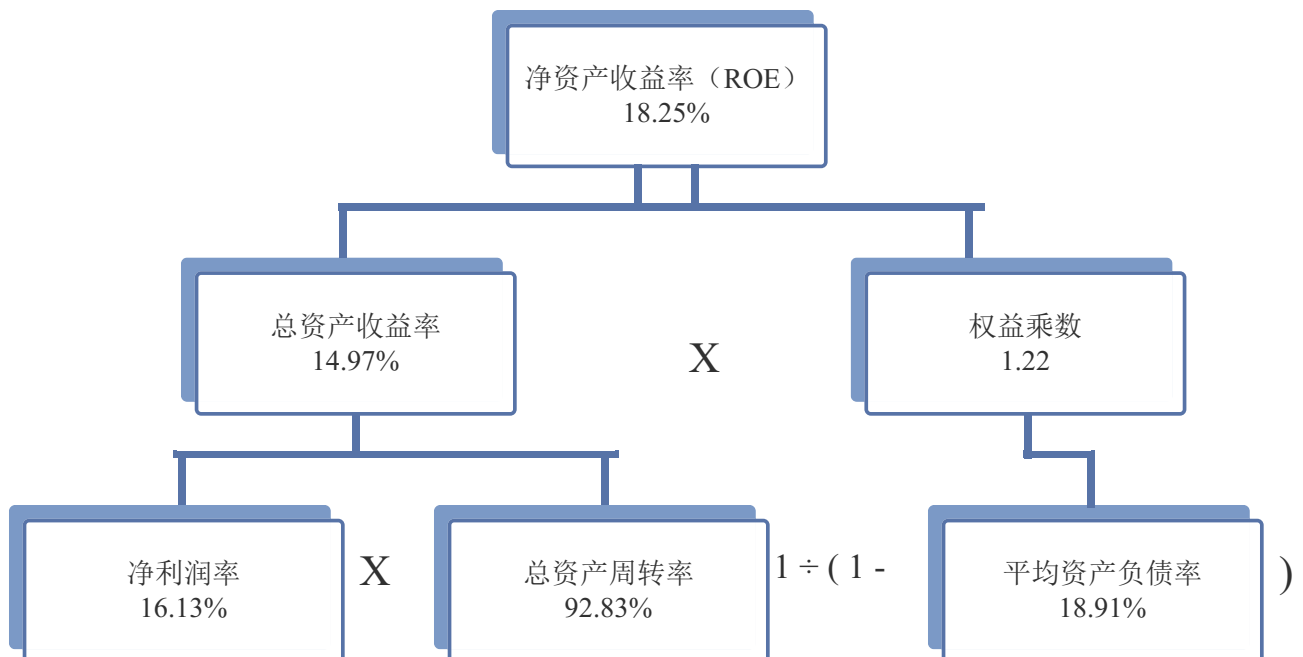 净资产收益率（ROE）
18.25%
总资产收益率
14.97%
X
权益乘数
1.22
净利润率
16.13%
X
总资产周转率
92.83%
1 ÷ ( 1 -
平均资产负债率
18.91%
)